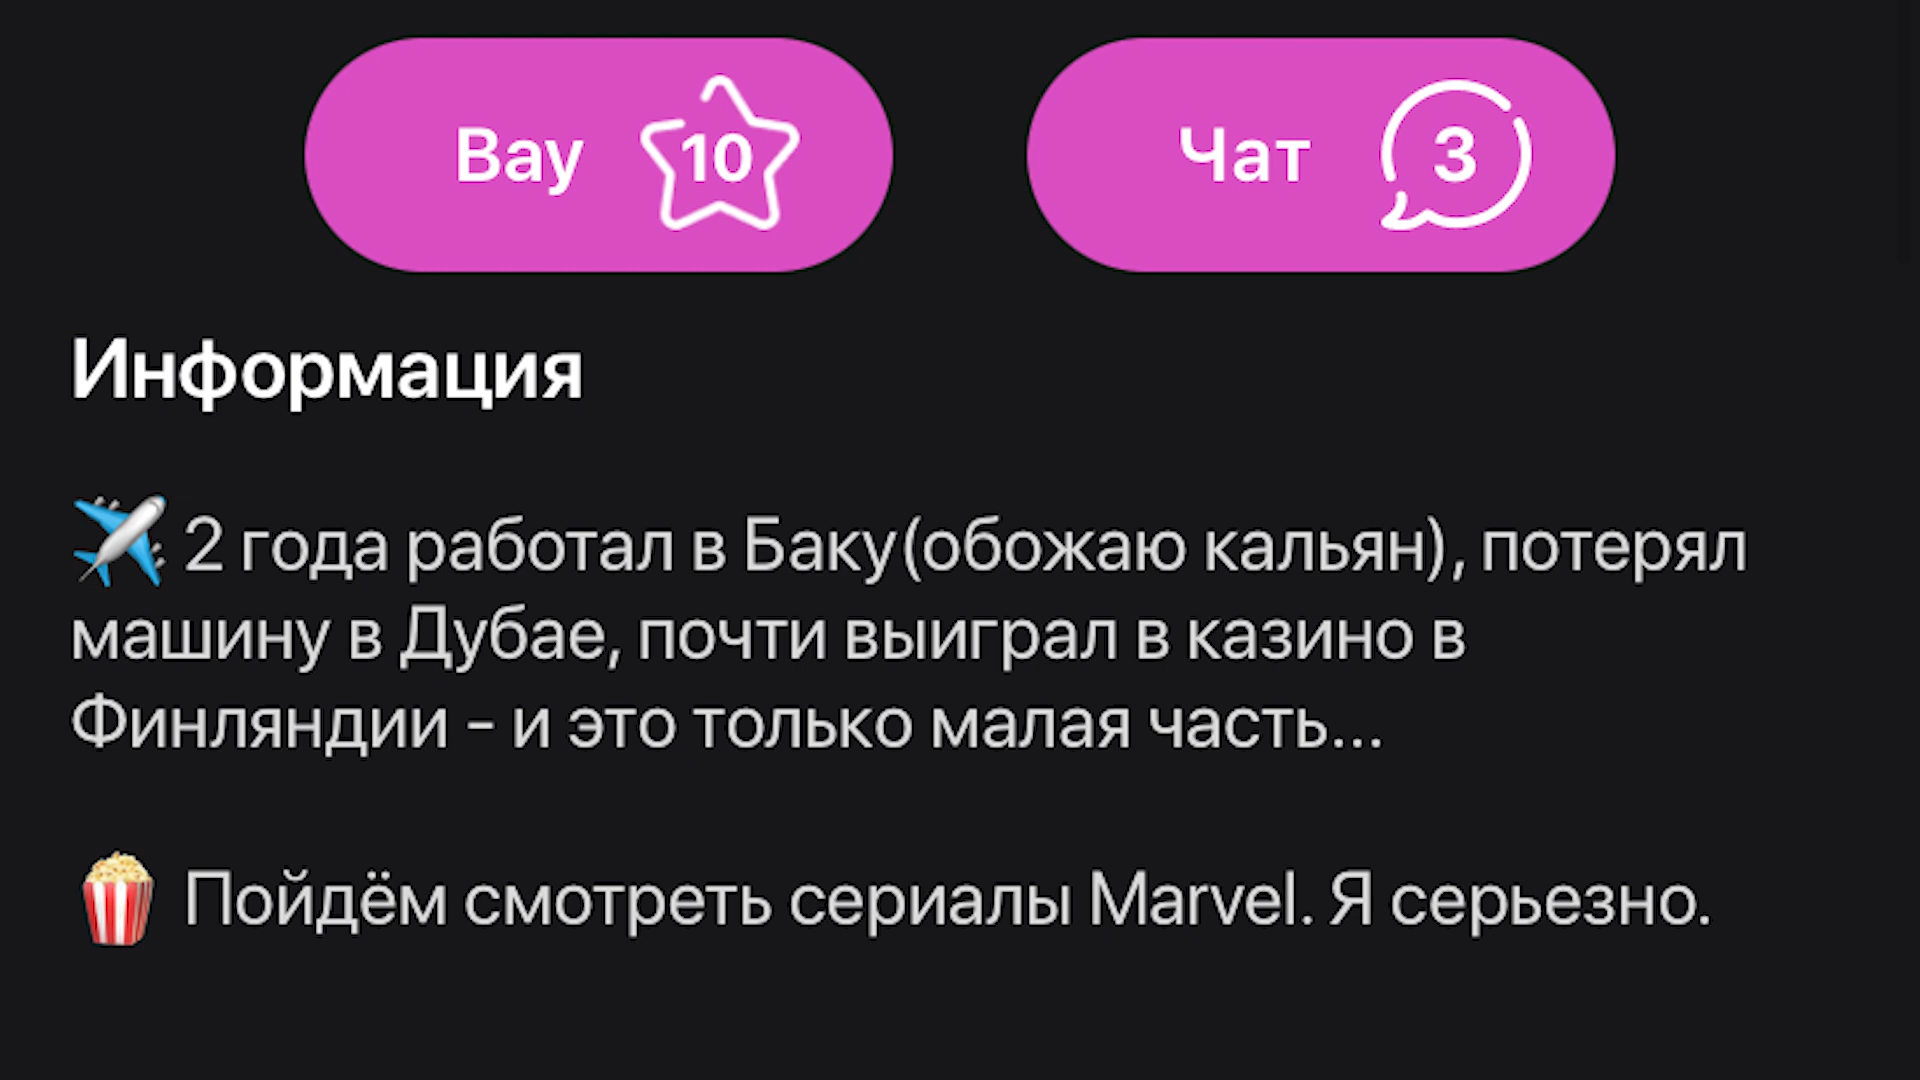 Вау 10 Чат 3
Информация
✈️ 2 года работал в Баку(обожаю кальян), потерял
машину в Дубае, почти выиграл в казино в
Финляндии - и это только малая часть...
🍿 Пойдём смотреть сериалы Marvel. Я серьезно.